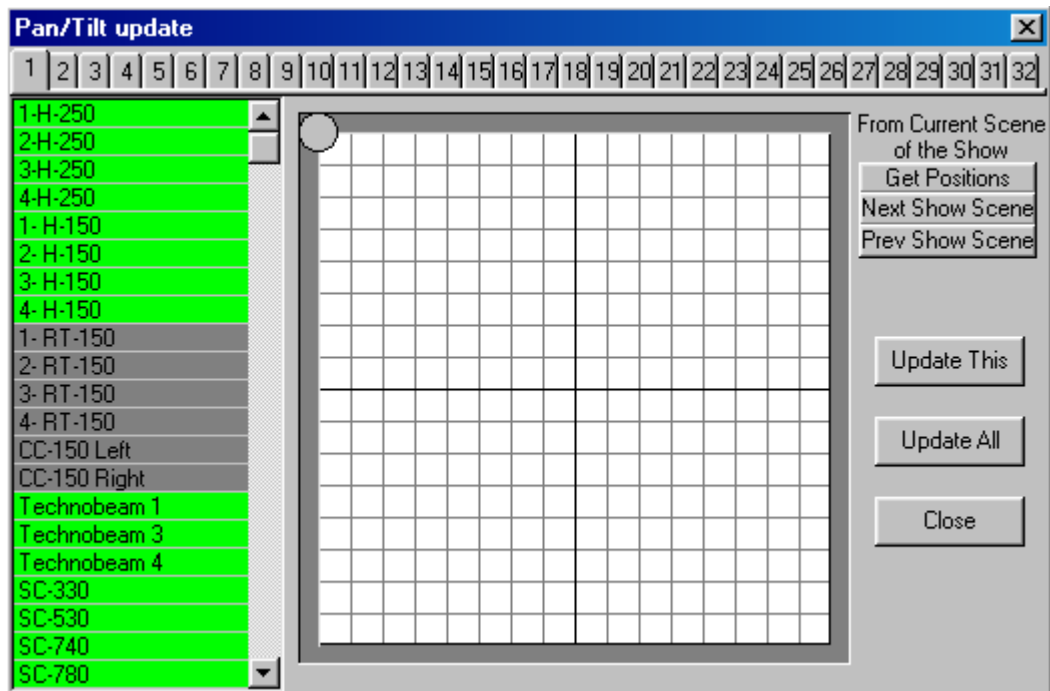 Pan/Tilt update
1 2 3 4 5 6 7 8 9 10 11 12 13 14 15 16 17 18 19 20 21 22 23 24 25 26 27 28 29 30 31 32
1-H-250
2-H-250
3-H-250
4-H-250
1- H-150
2- H-150
3- H-150
4- H-150
1- RT-150
2- RT-150
3- RT-150
4- RT-150
CC-150 Left
CC-150 Right
Technobeam 1
Technobeam 3
Technobeam 4
SC-330
SC-530
SC-740
SC-780
From Current Scene
of the Show
Get Positions
Next Show Scene
Prev Show Scene
Update This
Update All
Close